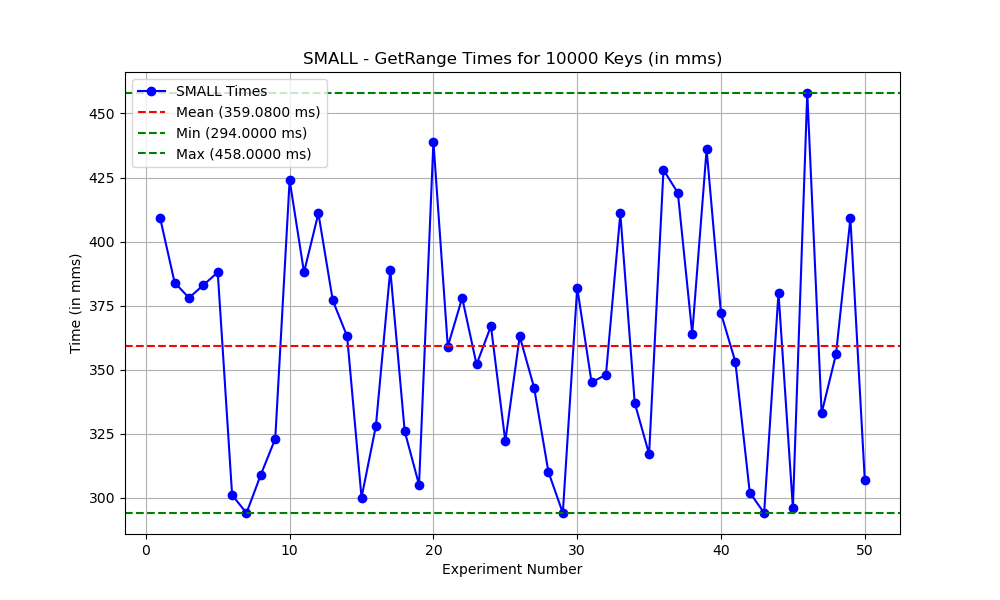 SMALL - GetRange Times for 10000 Keys (in mms)
SMALL Times
Mean (359.0800 ms)
Min (294.0000 ms)
Max (458.0000 ms)
450
425
400
375
350
325
300
Time (in mms)
0 10 20 30 40 50
Experiment Number